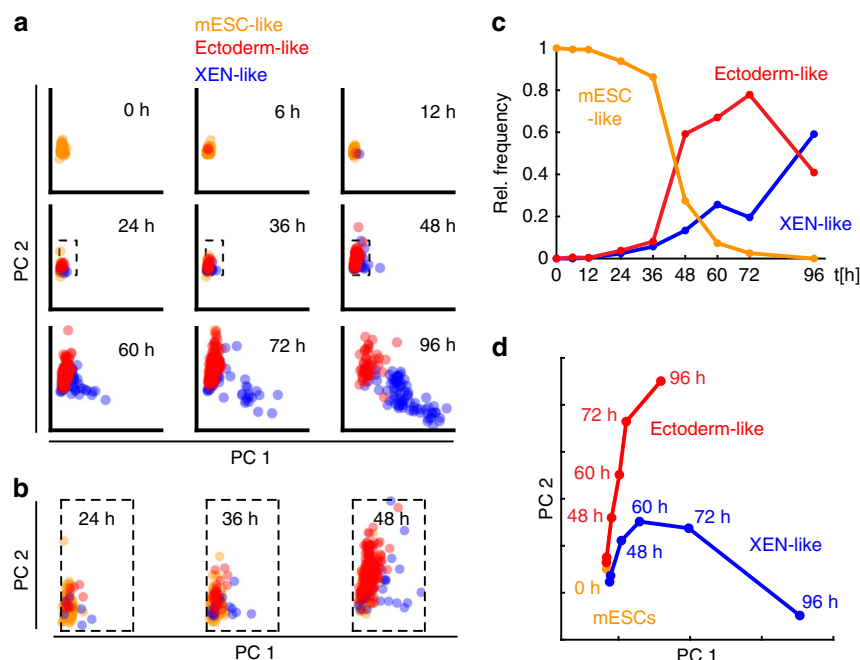 a
mESC-like
Ectoderm-like
XEN-like
0 h
6 h
12 h
24 h
36 h
48 h
60 h
72 h
96 h
PC 2
PC 1
b
24 h
36 h
48 h
PC 2
PC 1
c
1
0.8
0.6
0.4
0.2
0
Rel. frequency
Ectoderm-like
mESC
-like
XEN-like
0 12 24 36 48 60 72 96 t[h]
d
96 h
72 h
Ectoderm-like
60 h
48 h
60 h
72 h
48 h
XEN-like
0 h
mESCs
96 h
PC 2
PC 1